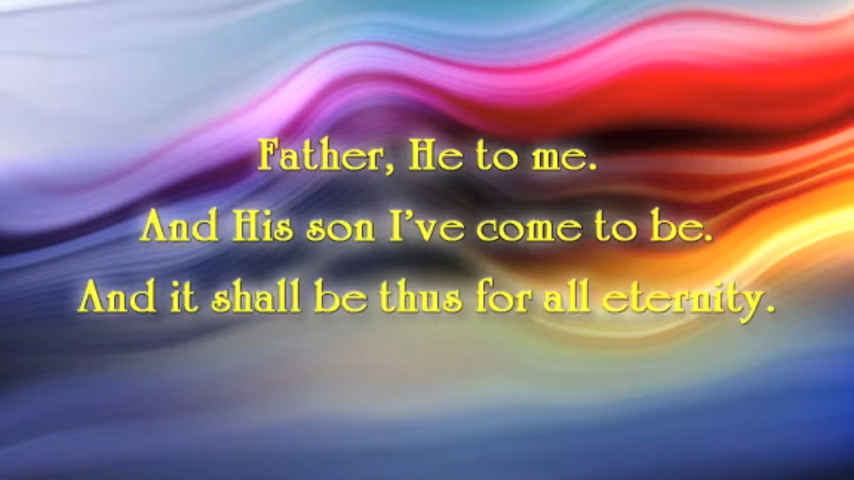 Father, He to me.
And His son I've come to be.
And it shall be thus for all eternity.